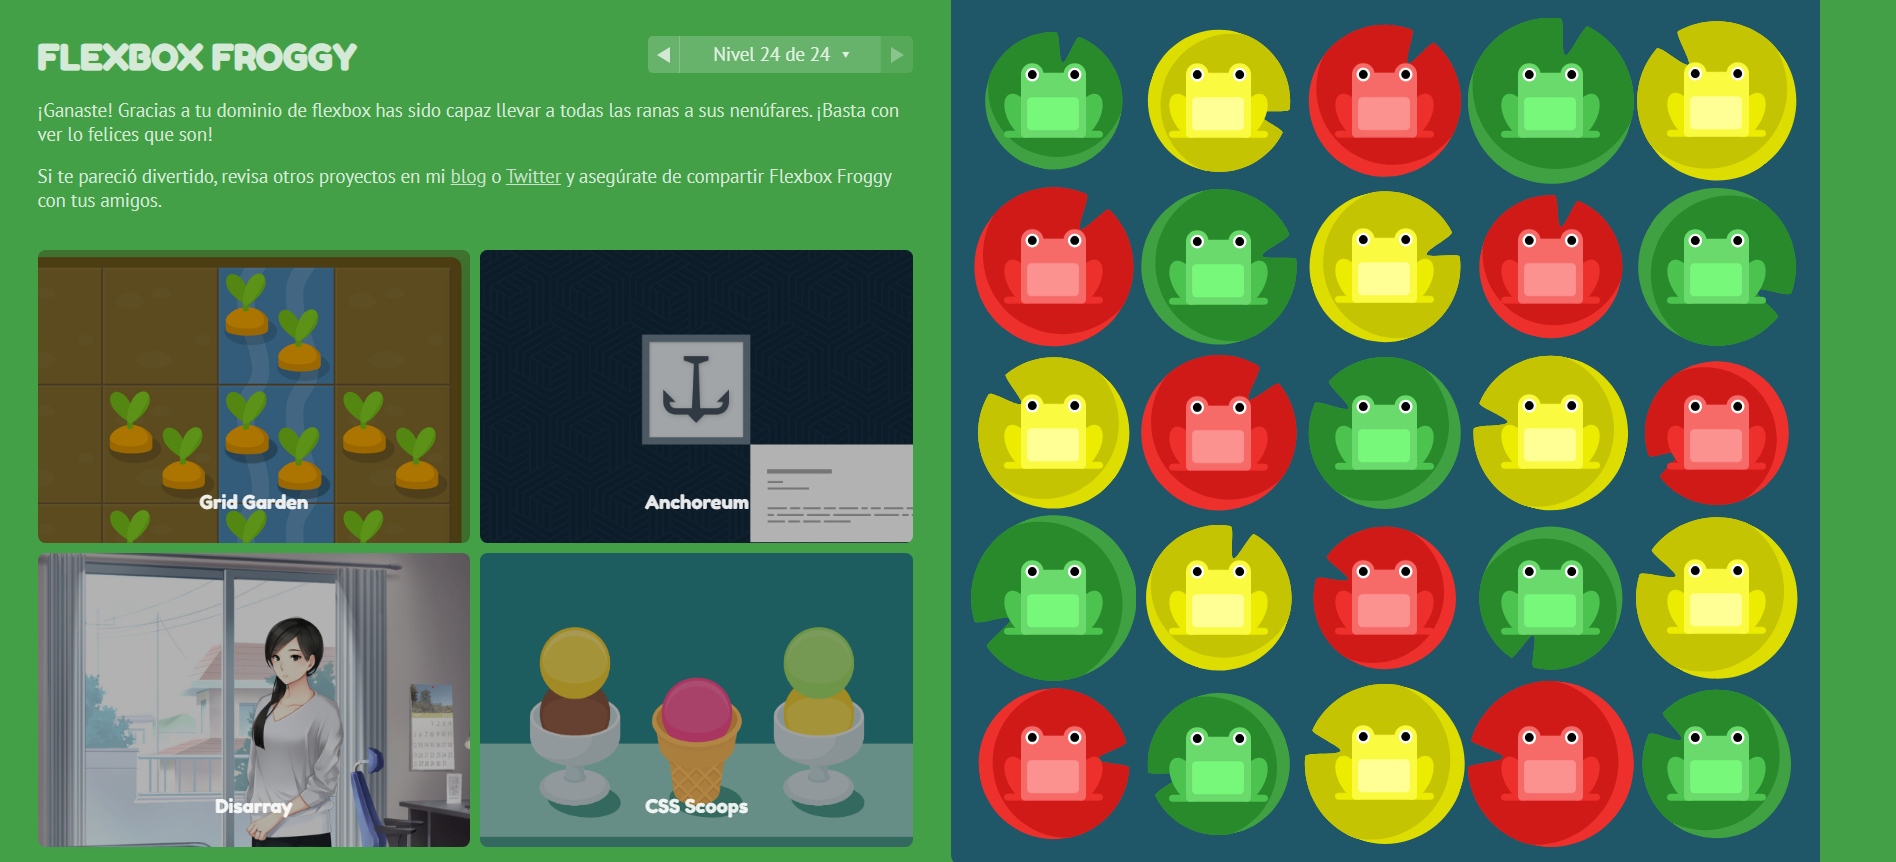 FLEXBOX FROGGY
Nivel 24 de 24
¡Ganaste! Gracias a tu dominio de flexbox has sido capaz llevar a todas las ranas a sus nenúfares. ¡Basta con
ver lo felices que son!
Si te pareció divertido, revisa otros proyectos en mi blog o Twitter y asegúrate de compartir Flexbox Froggy
con tus amigos.
Grid Garden
Anchoreum
Disarray
CSS Scoops